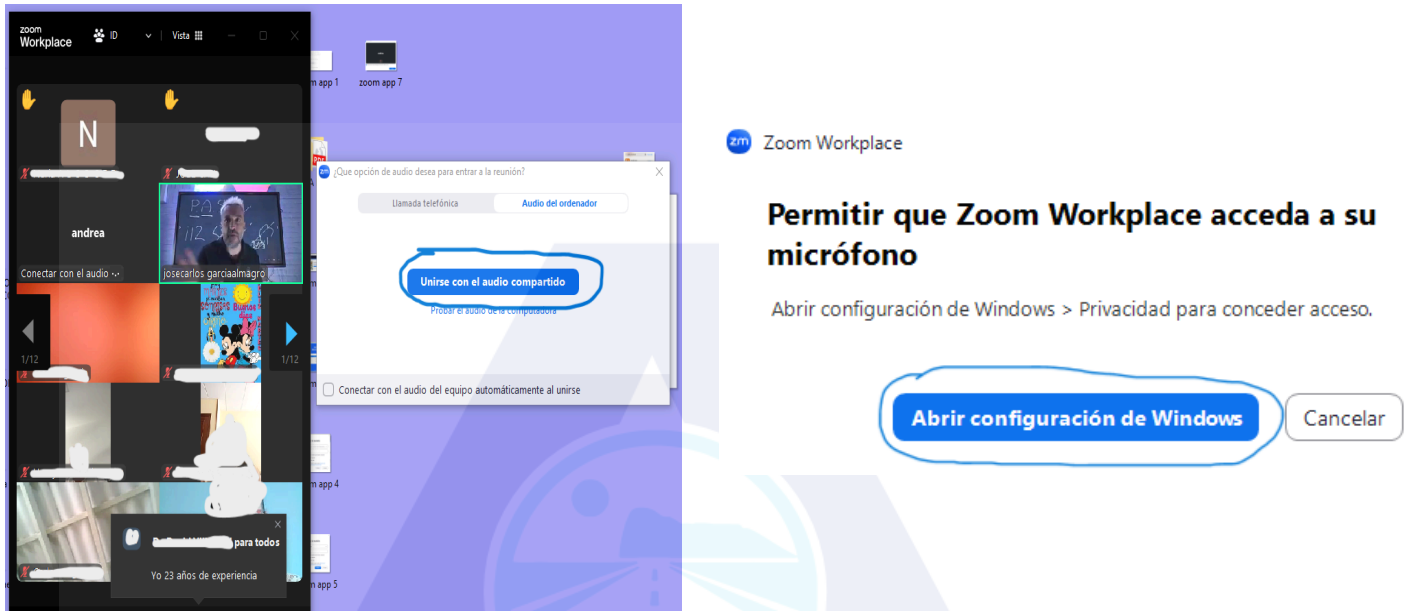 zoom
Workplace
ID
Vista
m app 1
zoom app 7
N
PDF
¿Que opción de audio desea para entrar a la reunión?
Llamada telefónica
Audio del ordenador
andrea
Conectar con el audio
josecarlos garciaalmagro
Unirse con el audio compartido
Probar el audio de la computadora
1/12
1/12
Conectar con el audio del equipo automáticamente al unirse
m app 4
para todos
Yo 23 años de experiencia
m app 5
zm Zoom Workplace
Permitir que Zoom Workplace acceda a su
micrófono
Abrir configuración de Windows > Privacidad para conceder acceso.
Abrir configuración de Windows
Cancelar